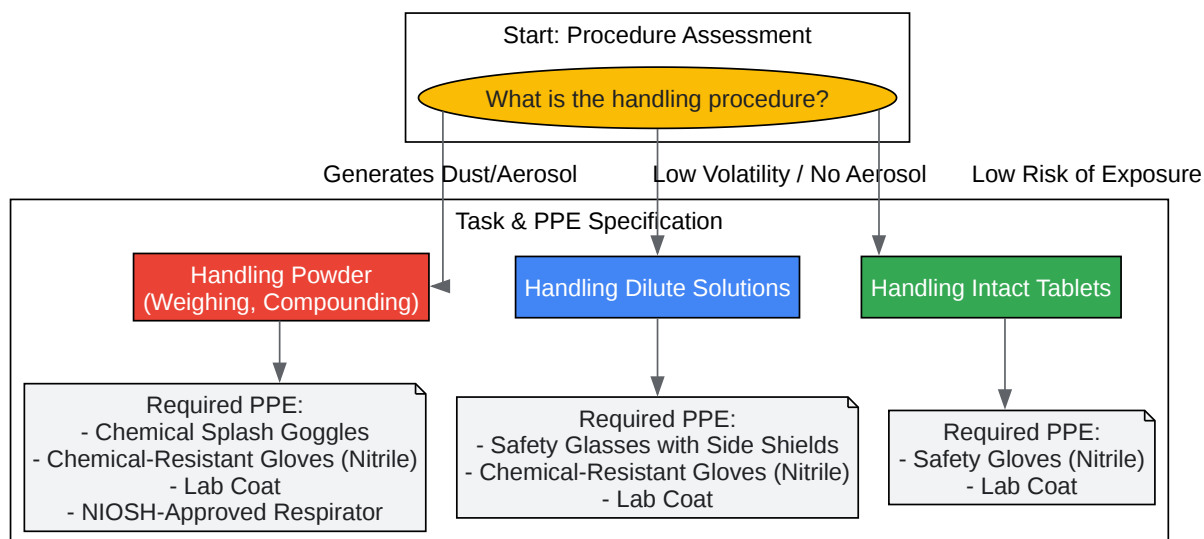 Start: Procedure Assessment
What is the handling procedure?
Generates Dust/Aerosol
Low Volatility / No Aerosol
Low Risk of Exposure
Task & PPE Specification
Handling Powder
(Weighing, Compounding)
Handling Dilute Solutions
Handling Intact Tablets
Required PPE:
- Chemical Splash Goggles
- Chemical-Resistant Gloves (Nitrile)
- Lab Coat
- NIOSH-Approved Respirator
Required PPE:
- Safety Glasses with Side Shields
- Chemical-Resistant Gloves (Nitrile)
- Lab Coat
Required PPE:
- Safety Gloves (Nitrile)
- Lab Coat